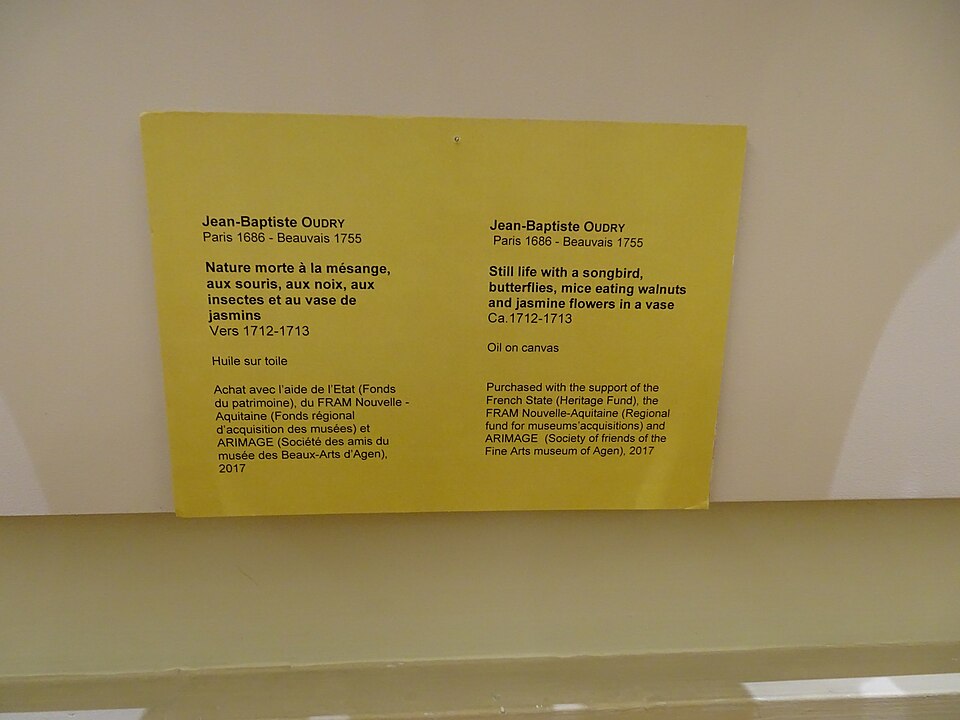 Jean-Baptiste OUDRY
Paris 1686 - Beauvais 1755
Nature morte à la mésange,
aux souris, aux noix, aux
insectes et au vase de
jasmins
Vers 1712-1713
Huile sur toile
Achat avec l'aide de l'Etat (Fonds
du patrimoine), du FRAM Nouvelle -
Aquitaine (Fonds régional
d'acquisition des musées) et
ARIMAGE (Société des amis du
musée des Beaux-Arts d'Agen),
2017
Jean-Baptiste OUDRY
Paris 1686 - Beauvais 1755
Still life with a songbird,
butterflies, mice eating walnuts
and jasmine flowers in a vase
Ca.1712-1713
Oil on canvas
Purchased with the support of the
French State (Heritage Fund), the
FRAM Nouvelle-Aquitaine (Regional
fund for museums'acquisitions) and
ARIMAGE (Society of friends of the
Fine Arts museum of Agen), 2017